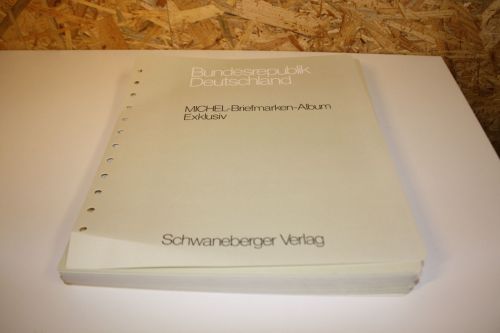 Bundesrepublik
Deutschland
MICHEL-Briefmarken-Album
Exklusiv
Schwaneberger Verlag